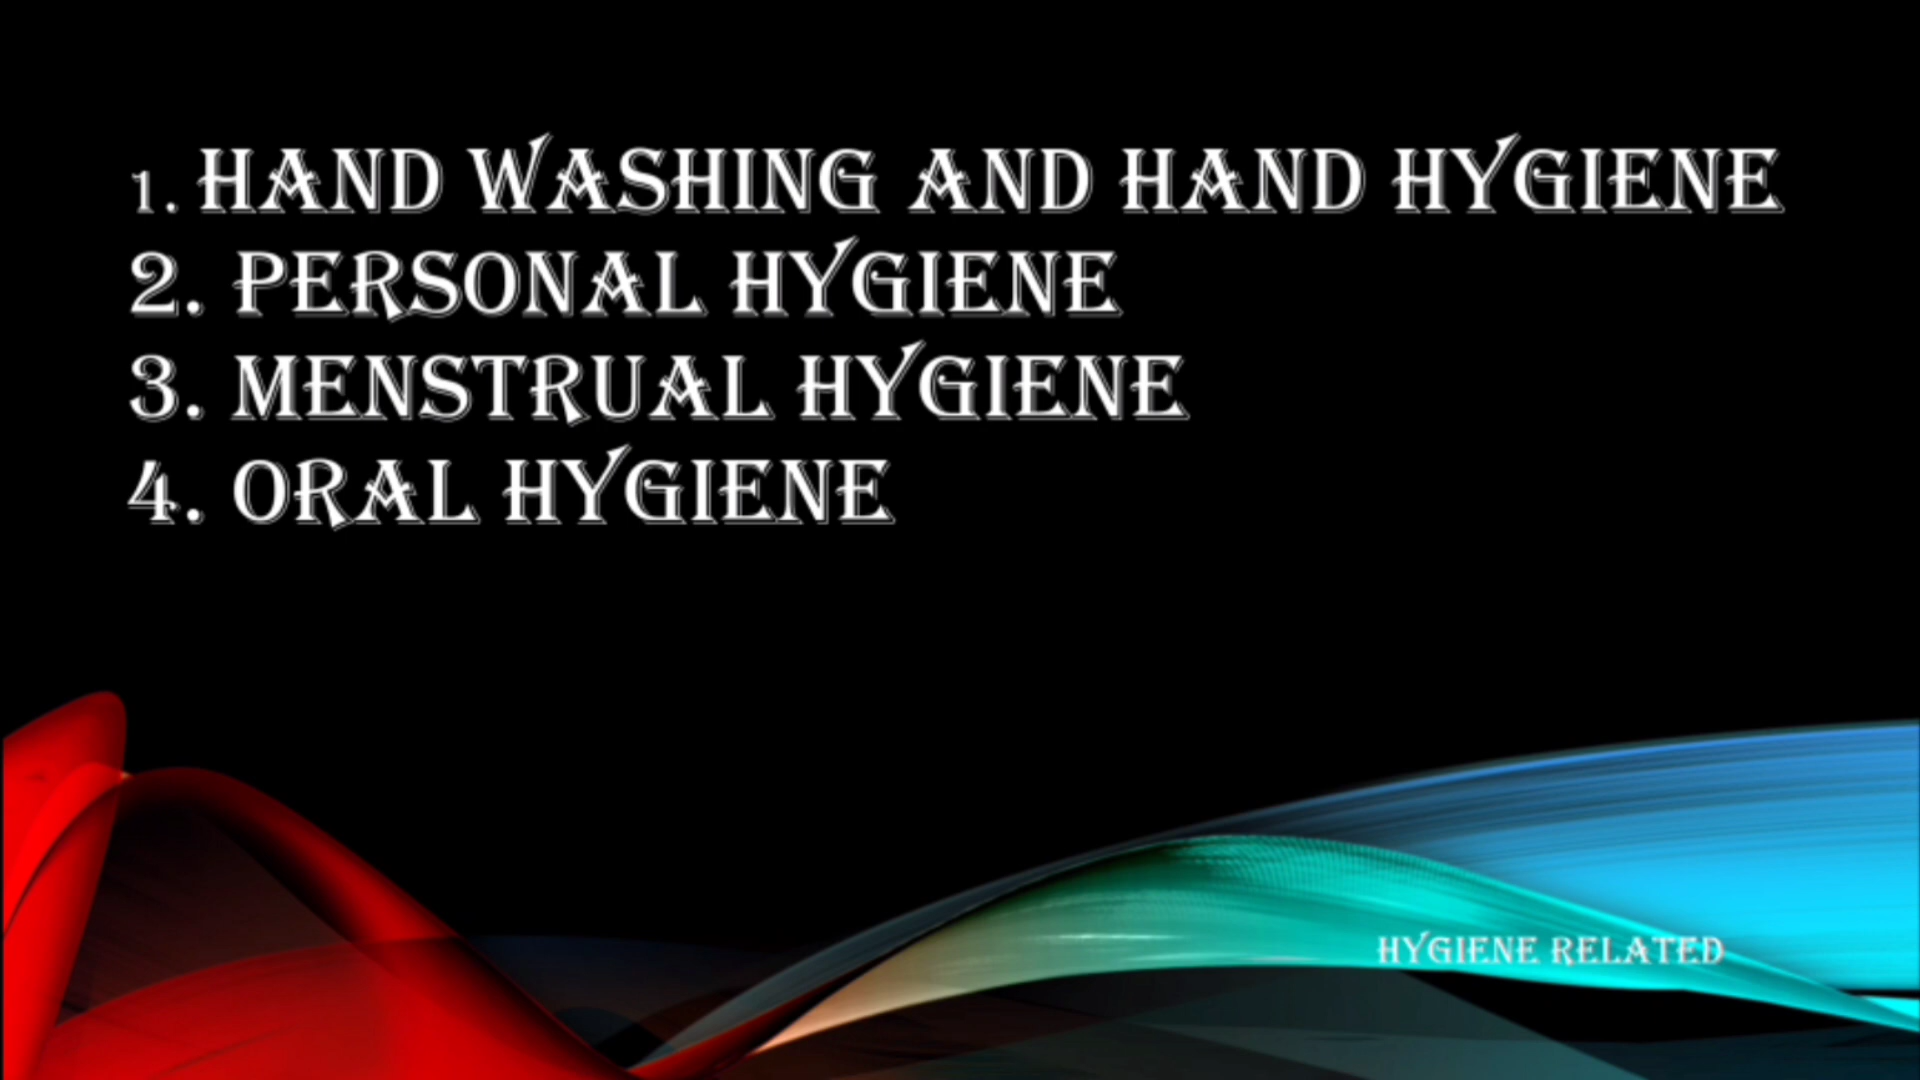 1. HAND WASHING AND HAND HYGIENE
2. PERSONAL HYGIENE
3. MENSTRUAL HYGIENE
4. ORAL HYGIENE
HYGIENE RELATED